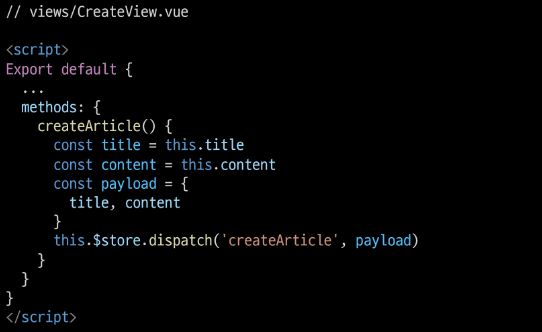 // views/CreateView.vue

<script>
Export default {
  ...
  methods: {
    createArticle() {
      const title = this.title
      const content = this.content
      const payload = {
        title, content
      }
      this.$store.dispatch('createArticle', payload)
    }
  }
}
</script>